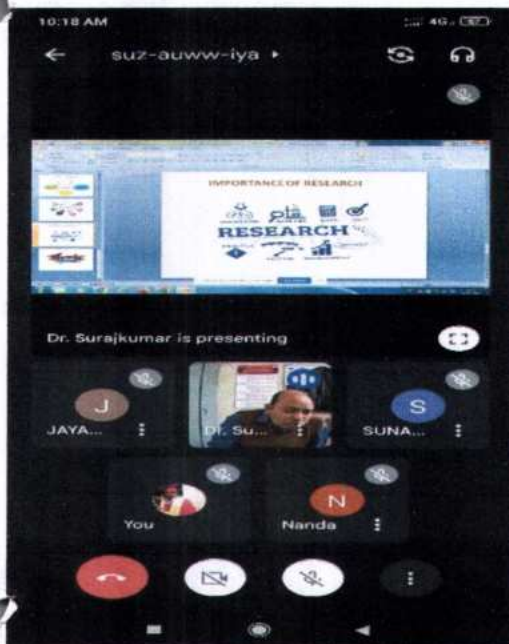 10:18 AM
4G
suz-auww-iya
IMPORTANCE OF RESEARCH
RESEARCH
Dr. Surajkumar is presenting
J
JAYA...
Dr. Su...
S
SUNA...
You
N
Nanda